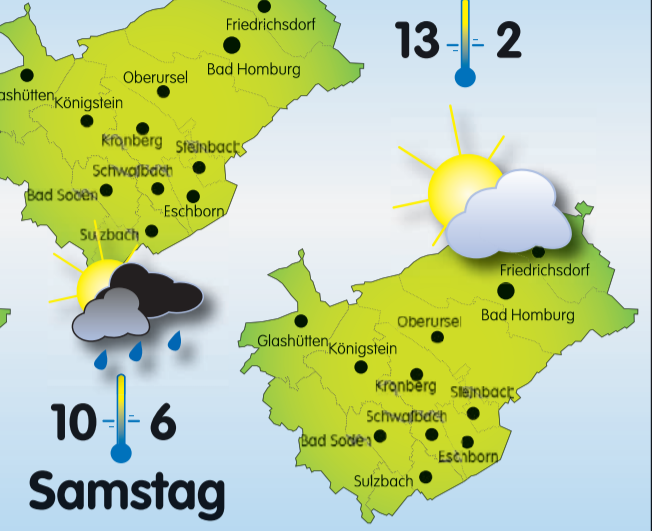 Friedrichsdorf
13 2
Bad Homburg
Oberursel
ashütten
Königstein
Kronberg
Steinbach
Schwalbach
Bad Soden
Eschborn
Sulzbach
Friedrichsdorf
Bad Homburg
Glashütten
Oberursel
Königstein
Kronberg
Steinbach
Schwalbach
Bad Soden
Eschborn
Sulzbach
10 6
Samstag